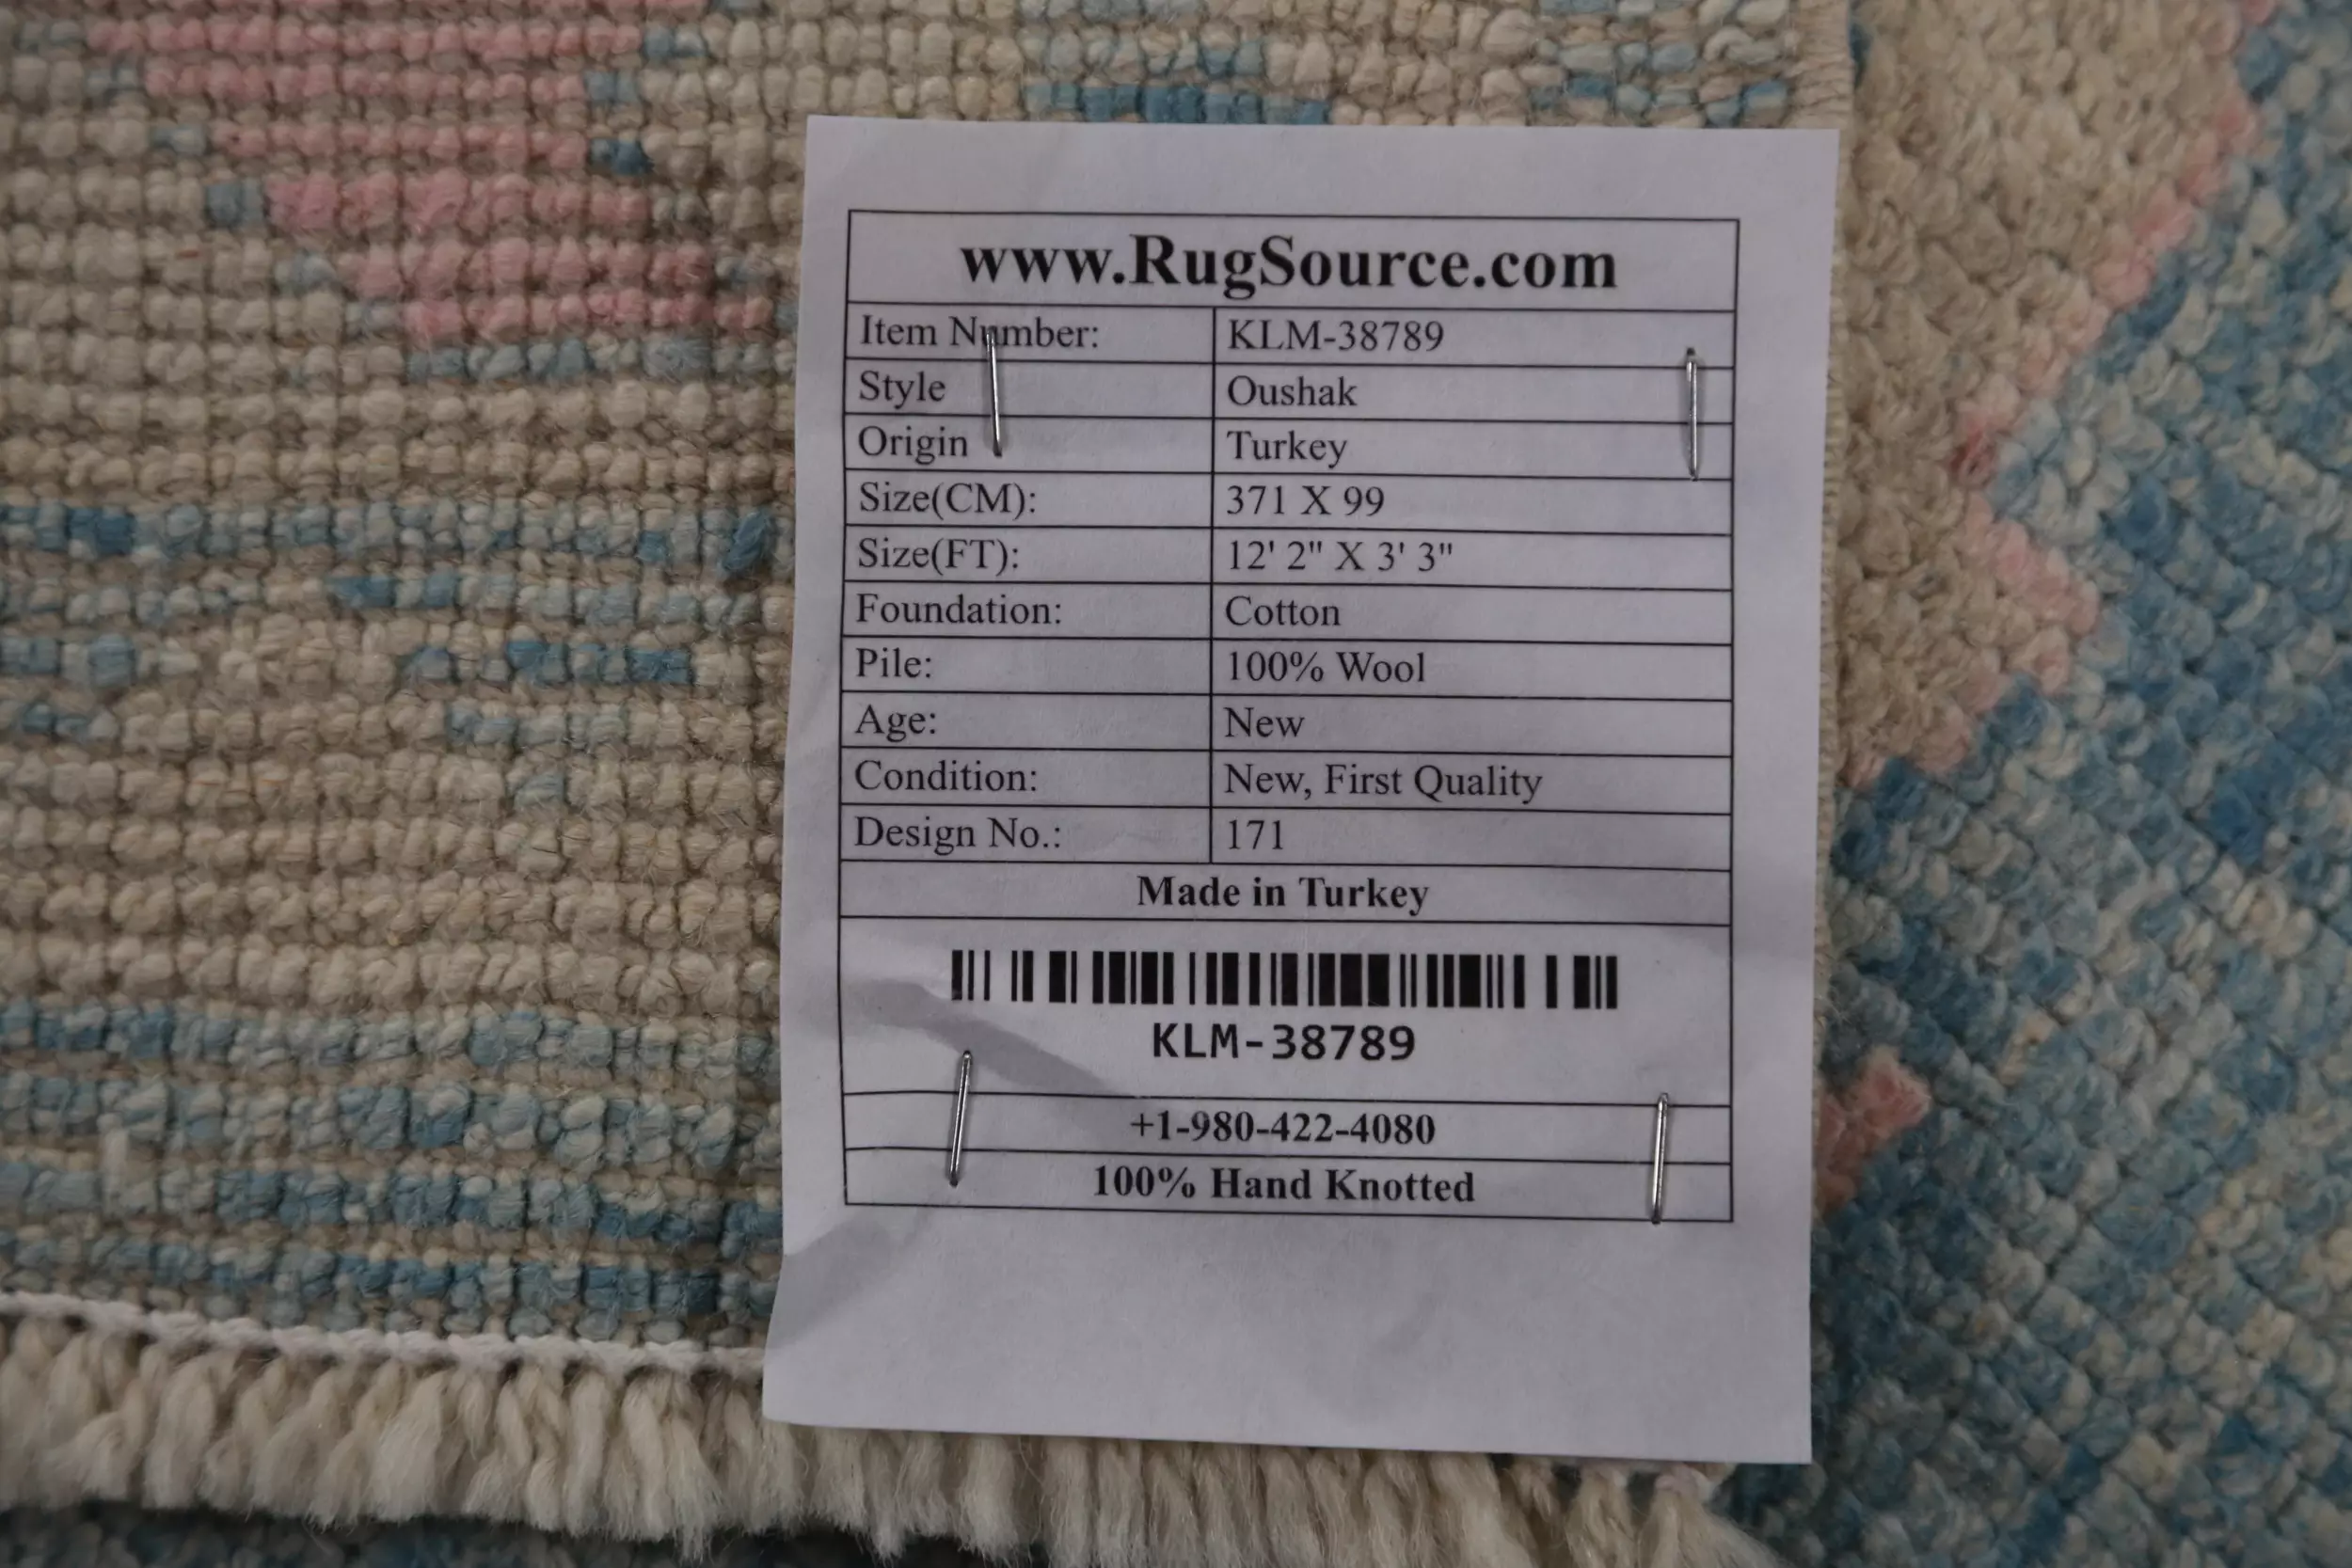 www.RugSource.com
Item Number: KLM-38789
Style Oushak
Origin Turkey
Size(CM): 371 X 99
Size(FT): 12' 2" X 3' 3"
Foundation: Cotton
Pile: 100% Wool
Age: New
Condition: New, First Quality
Design No.: 171
Made in Turkey
KLM-38789
+1-980-422-4080
100% Hand Knotted